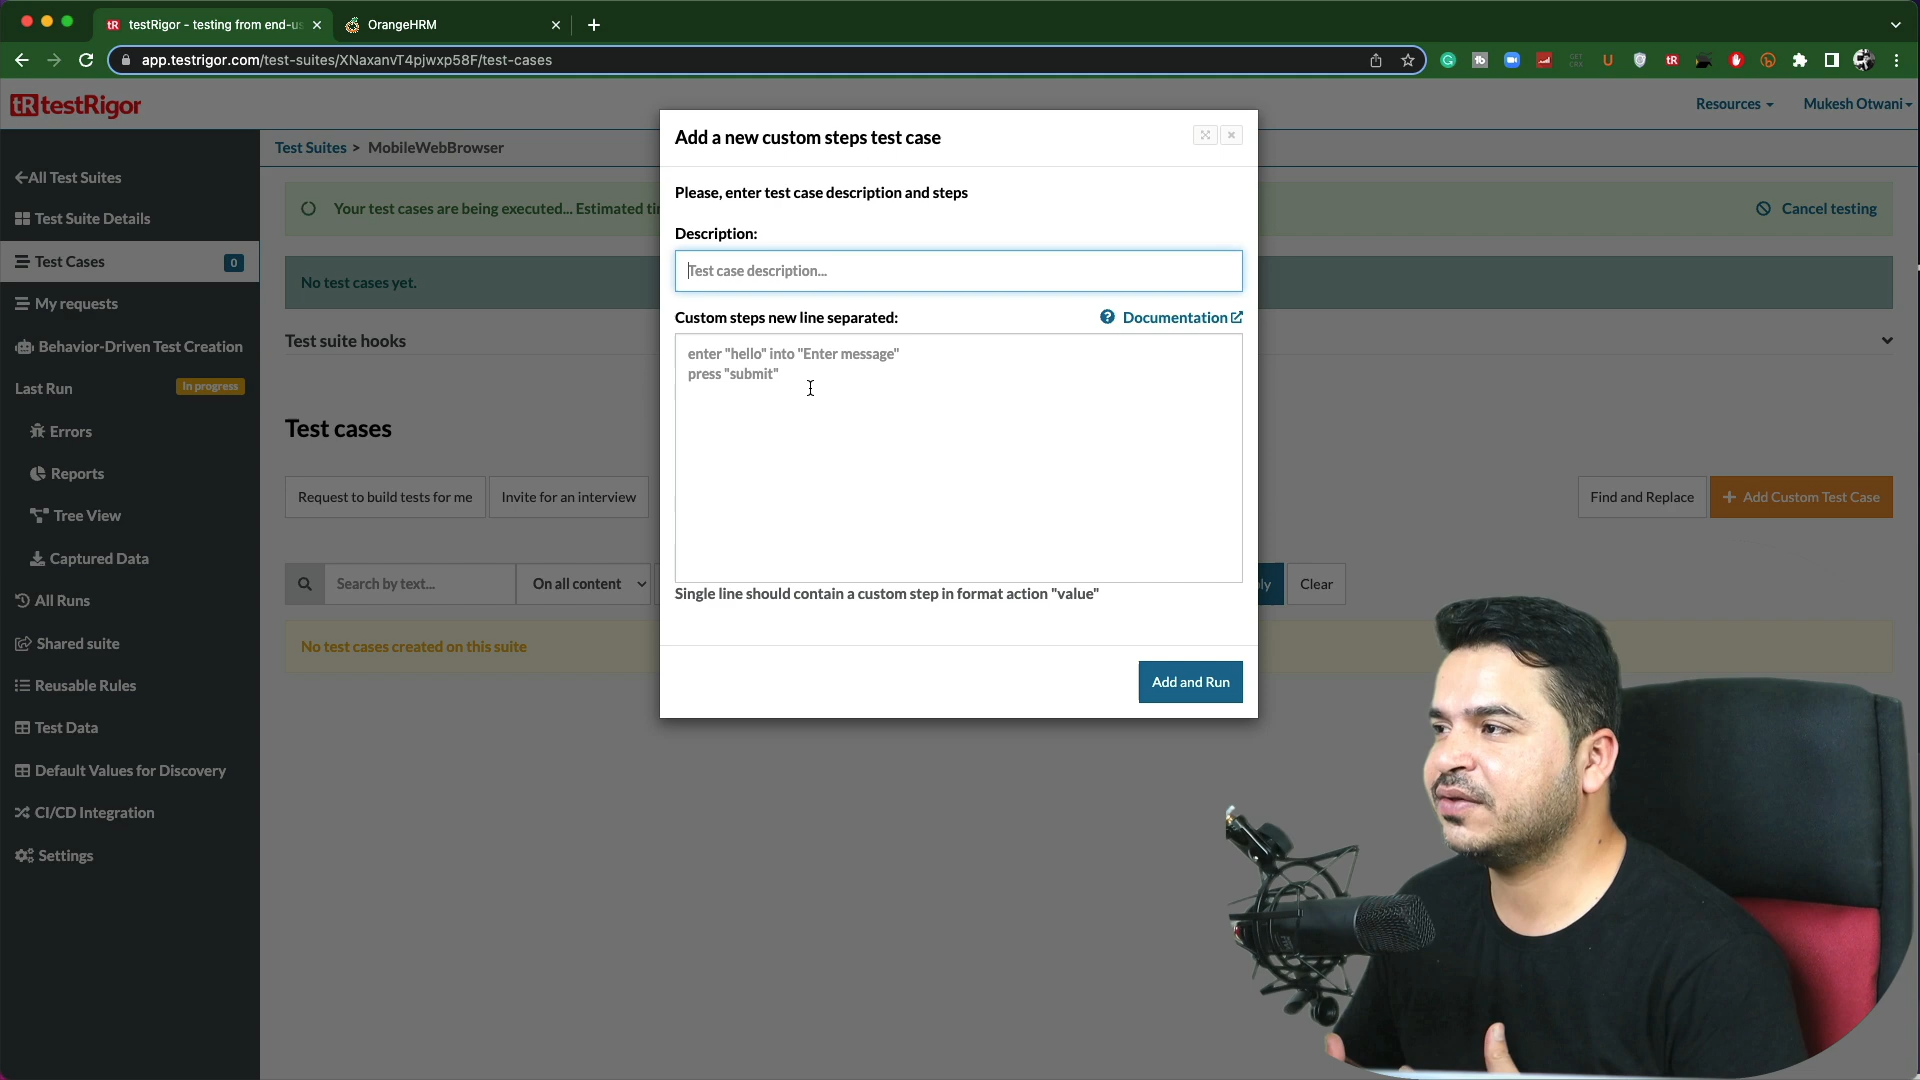 tR testRigor - testing from end-us
OrangeHRM
app.testrigor.com/test-suites/XNaxanvT4pjwxp58F/test-cases
tR testRigor
Resources
Mukesh Otwani
All Test Suites
Test Suite Details
Test Cases 0
My requests
Behavior-Driven Test Creation
Last Run In progress
Errors
Reports
Tree View
Captured Data
All Runs
Shared suite
Reusable Rules
Test Data
Default Values for Discovery
CI/CD Integration
Settings
Test Suites > MobileWebBrowser
Your test cases are being executed... Estimated ti
Cancel testing
No test cases yet.
Test suite hooks
Test cases
Request to build tests for me
Invite for an interview
Find and Replace
+ Add Custom Test Case
Search by text...
On all content
ly
Clear
No test cases created on this suite
Add a new custom steps test case
Please, enter test case description and steps
Description:
Test case description...
Custom steps new line separated:
Documentation
enter "hello" into "Enter message"
press "submit"
Single line should contain a custom step in format action "value"
Add and Run